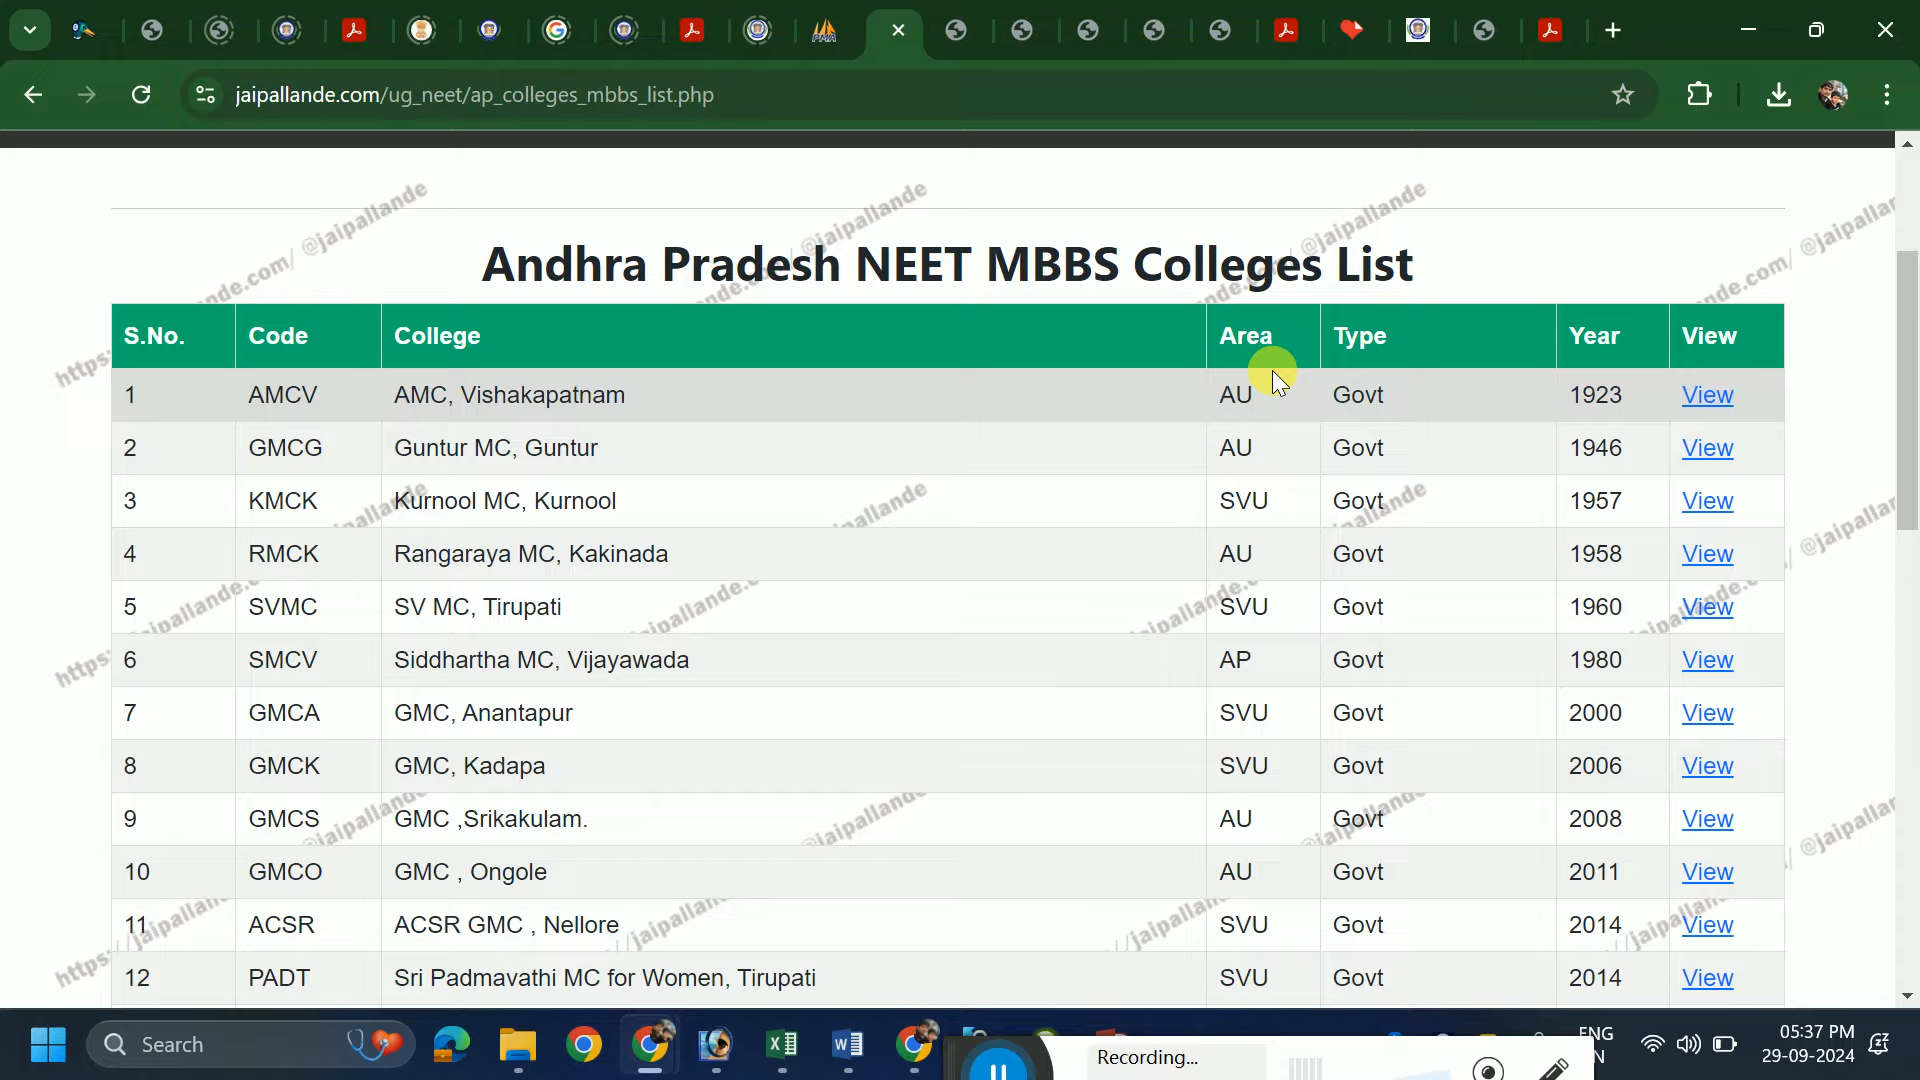 jaipallande.com/ug_neet/ap_colleges_mbbs_list.php
Andhra Pradesh NEET MBBS Colleges List
S.No. Code College Area Type Year View
1 AMCV AMC, Vishakapatnam AU Govt 1923 View
2 GMCG Guntur MC, Guntur AU Govt 1946 View
3 KMCK Kurnool MC, Kurnool SVU Govt 1957 View
4 RMCK Rangaraya MC, Kakinada AU Govt 1958 View
5 SVMC SV MC, Tirupati SVU Govt 1960 View
6 SMCV Siddhartha MC, Vijayawada AP Govt 1980 View
7 GMCA GMC, Anantapur SVU Govt 2000 View
8 GMCK GMC, Kadapa SVU Govt 2006 View
9 GMCS GMC ,Srikakulam. AU Govt 2008 View
10 GMCO GMC , Ongole AU Govt 2011 View
11 ACSR ACSR GMC , Nellore SVU Govt 2014 View
12 PADT Sri Padmavathi MC for Women, Tirupati SVU Govt 2014 View
@jaipallande @jaipallande @jaipallande
Search
Recording...
ENG
05:37 PM
29-09-2024